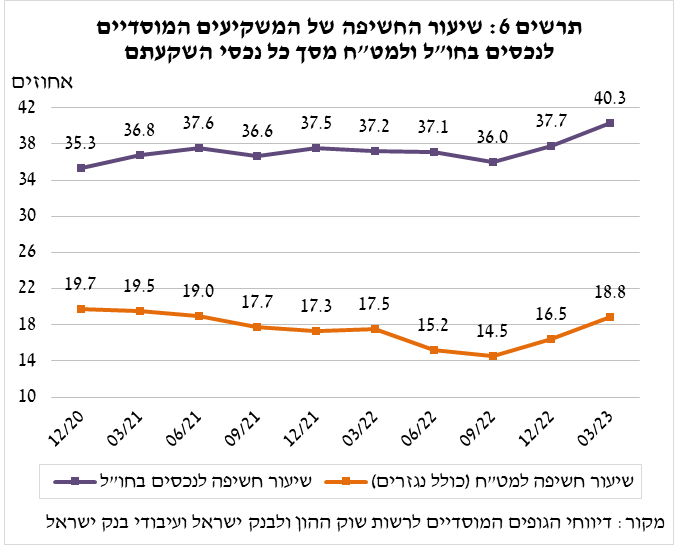 תרשים 6: שיעור החשיפה של המשקיעים המוסדיים
לנכסים בחו"ל ולמט"ח מסך כל נכסי השקעתם
אחוזים
42
38
34
30
26
22
18
14
10
35.3 36.8 37.6 36.6 37.5 37.2 37.1 36.0 37.7 40.3
19.7 19.5 19.0 17.7 17.3 17.5 15.2 14.5 16.5 18.8
12/20 03/21 06/21 09/21 12/21 03/22 06/22 09/22 12/22 03/23
שיעור חשיפה למט"ח (כולל נגזרים) שיעור חשיפה לנכסים בחו"ל
מקור: דיווחי הגופים המוסדיים לרשות שוק ההון ולבנק ישראל ועיבודי בנק ישראל